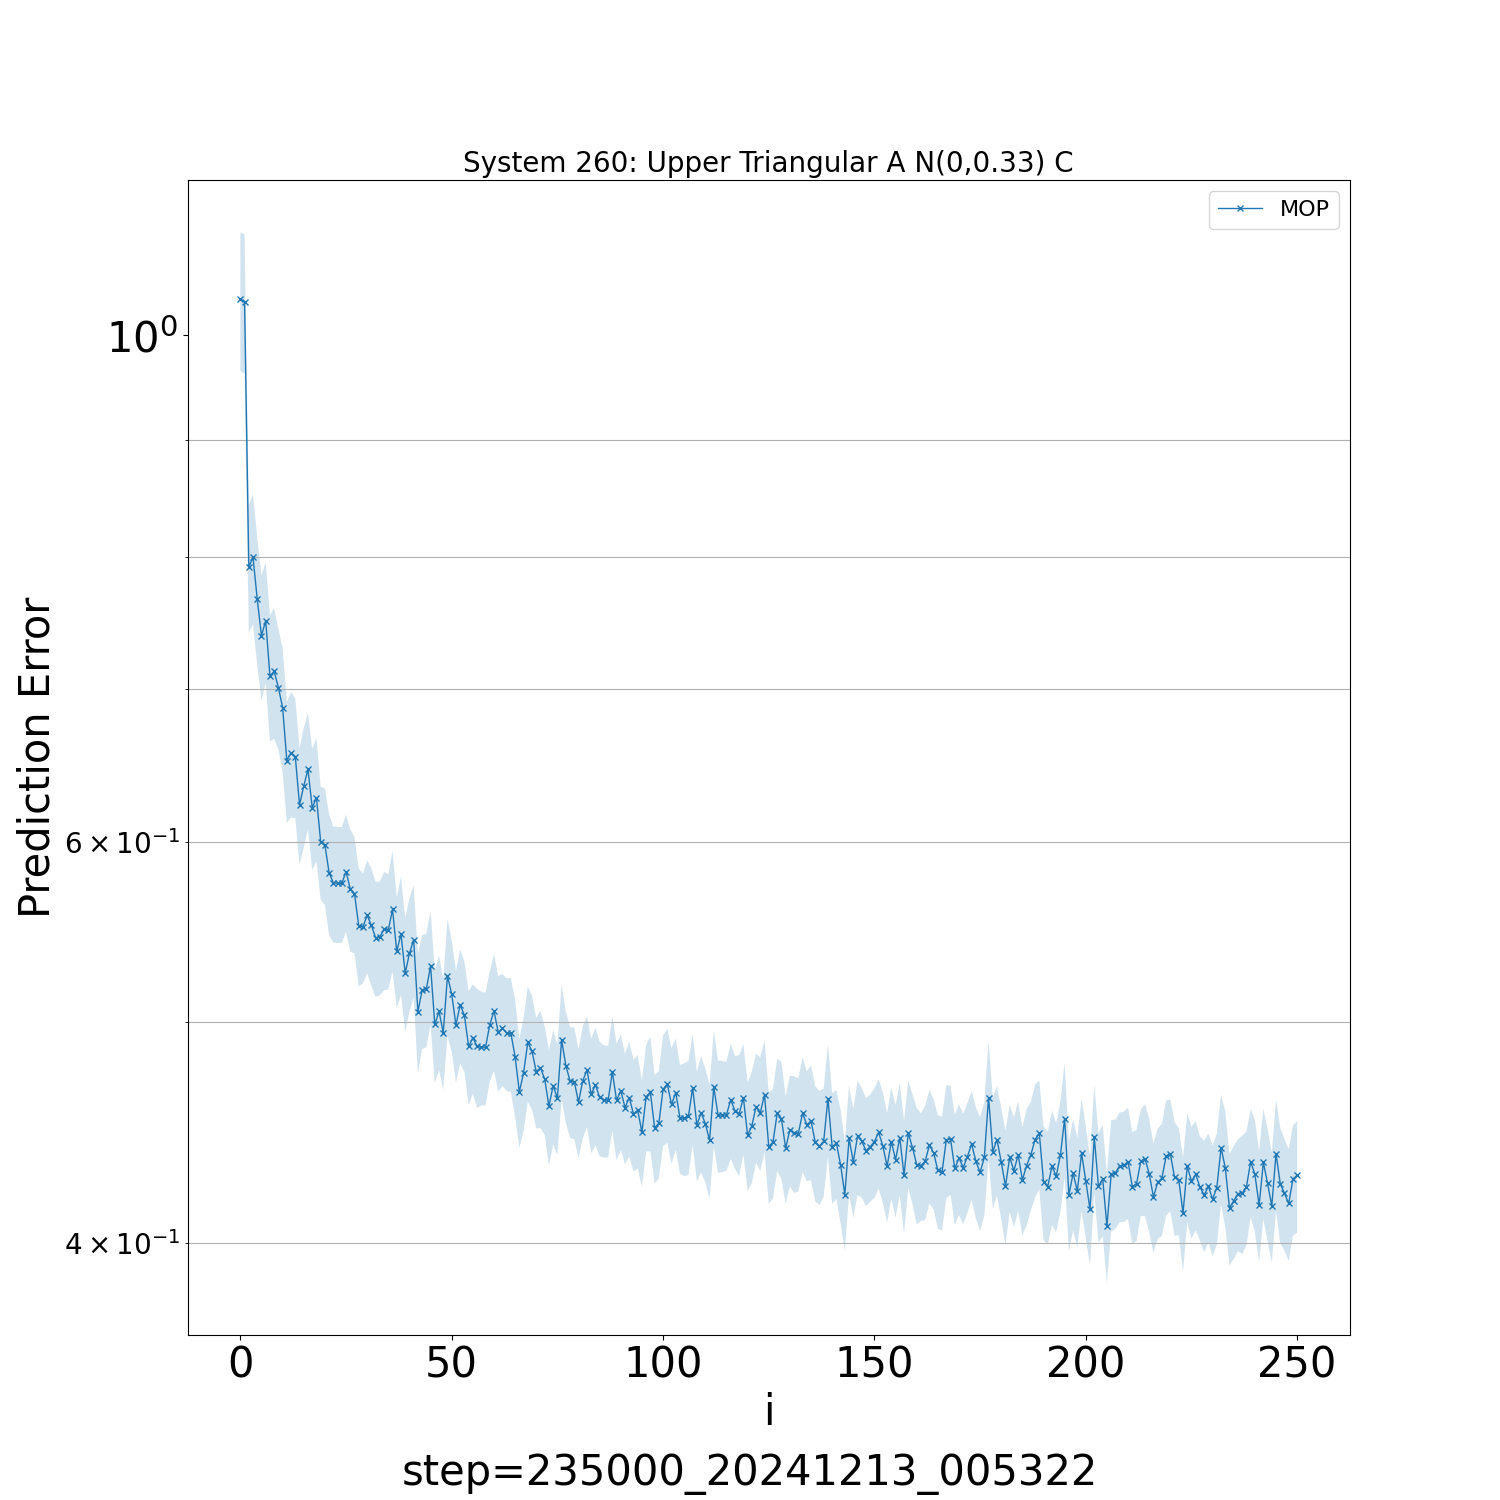 System 260: Upper Triangular A N(0,0.33) C
MOP
Prediction Error
10⁰
6 × 10⁻¹
4 × 10⁻¹
0 50 100 150 200 250
i
step=235000_20241213_005322